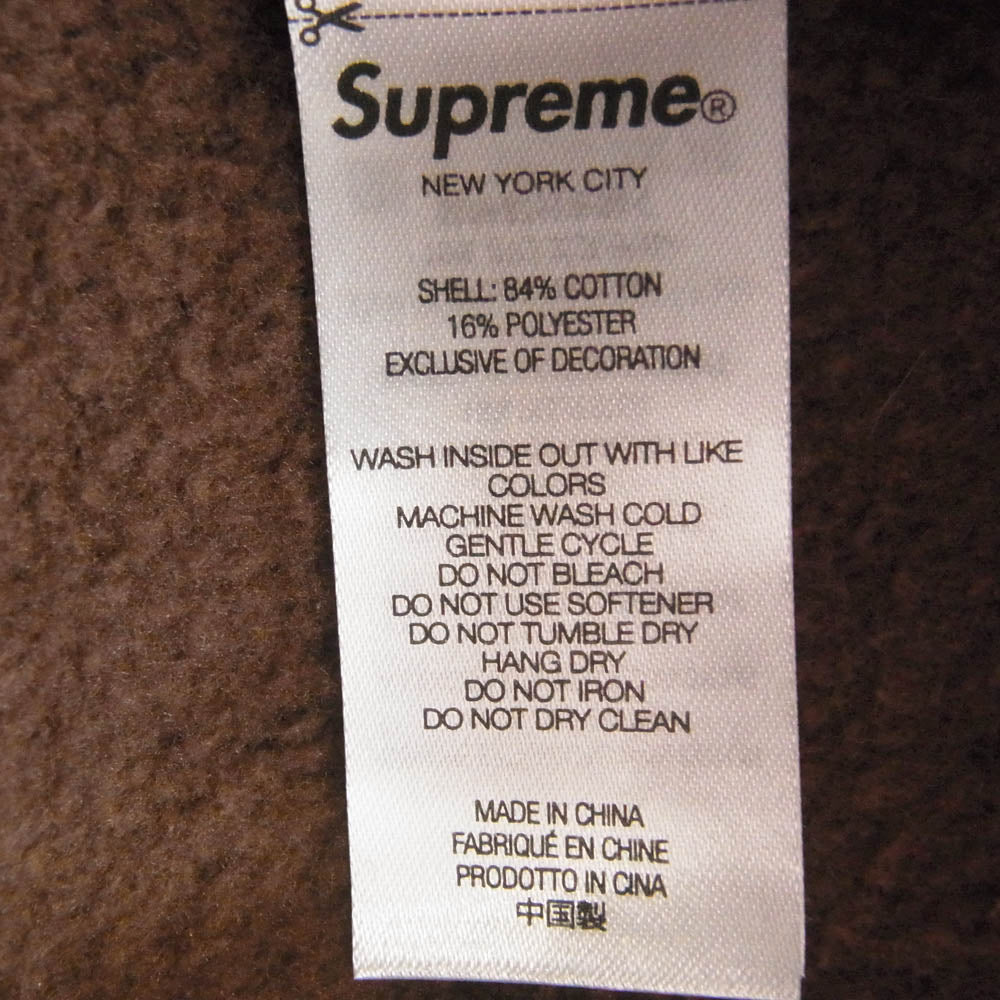 Supreme®
NEW YORK CITY
SHELL: 84% COTTON
16% POLYESTER
EXCLUSIVE OF DECORATION
WASH INSIDE OUT WITH LIKE
COLORS
MACHINE WASH COLD
GENTLE CYCLE
DO NOT BLEACH
DO NOT USE SOFTENER
DO NOT TUMBLE DRY
HANG DRY
DO NOT IRON
DO NOT DRY CLEAN
MADE IN CHINA
FABRIQUÉ EN CHINE
PRODOTTO IN CINA
中国製